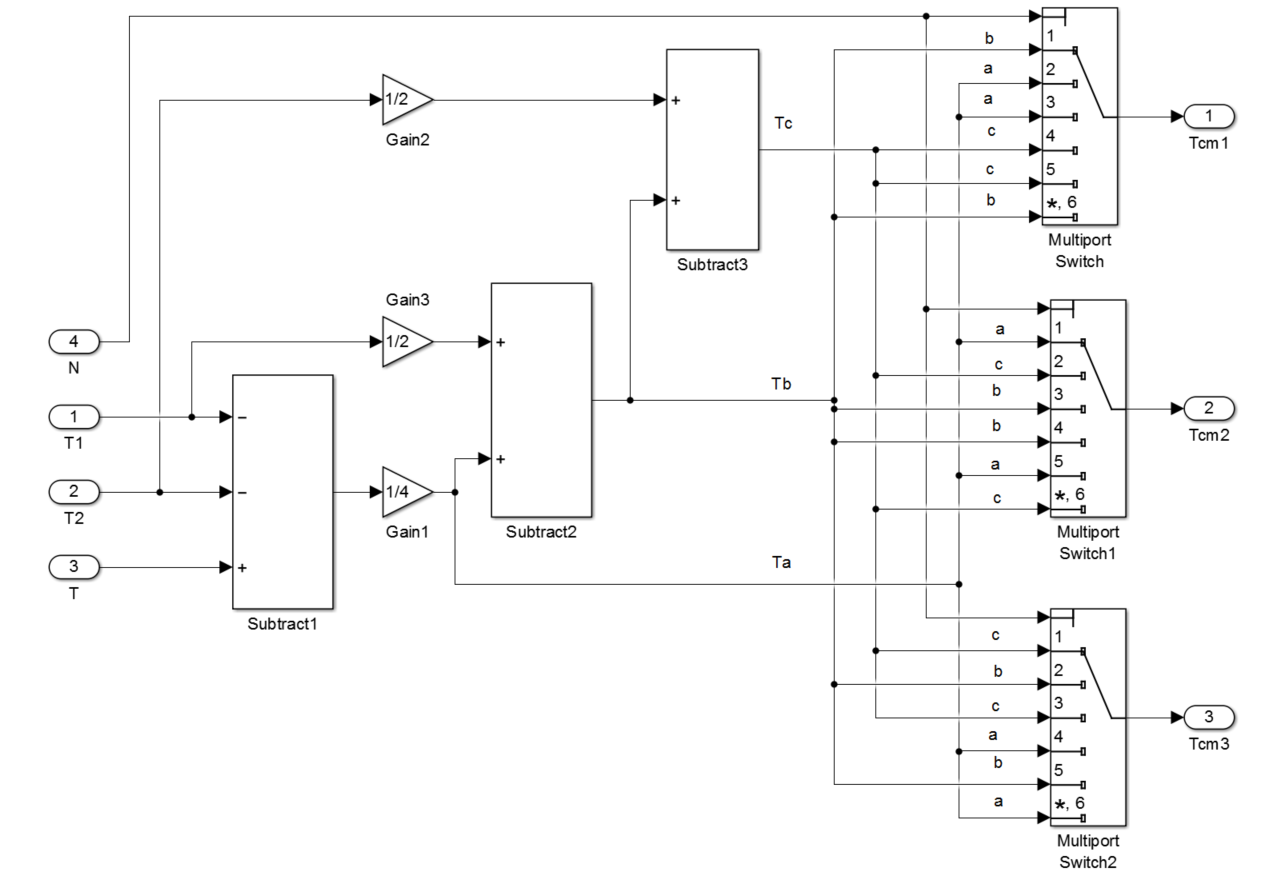 b
1
a
2
1/2
+
a
3
1
Tc
Tcm1
Gain2
c
4
c
5
+
b
*, 6
Multiport
Switch
Subtract3
Gain3
4
1/2
+
a
1
N
c
2
Tb
b
3
2
1
−
b
4
Tcm2
T1
+
a
5
2
−
1/4
c
*, 6
T2
Gain1
Subtract2
Multiport
Switch1
3
+
Ta
T
Subtract1
c
1
b
2
c
3
3
a
4
Tcm3
b
5
a
*, 6
Multiport
Switch2